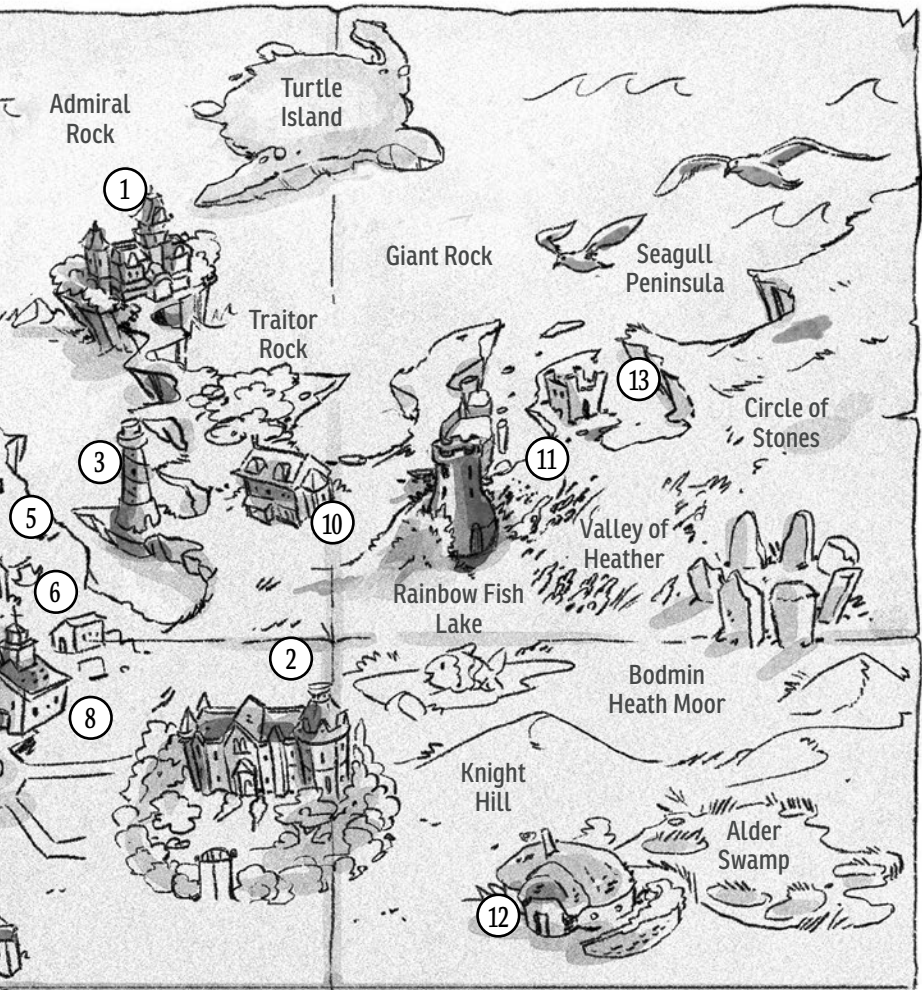 Turtle
Island
Admiral
Rock
1
Giant Rock
Seagull
Peninsula
Traitor
Rock
13
Circle of
Stones
3
11
5
10
Valley of
Heather
6
Rainbow Fish
Lake
2
Bodmin
Heath Moor
8
Knight
Hill
Alder
Swamp
12